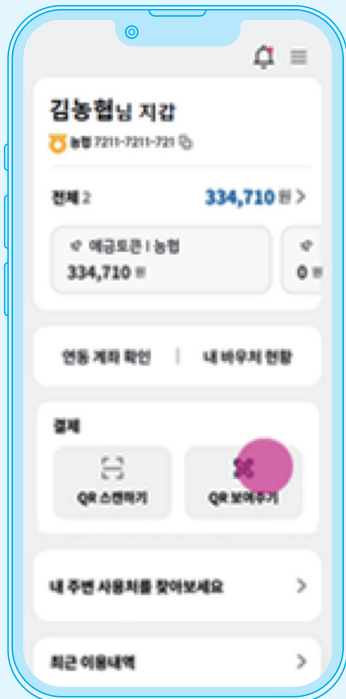 김농협님 지갑
농협 7211-7211-721
전체 2
334,710 원 >
예금토큰 | 농협
334,710 원
0 원
연동 계좌 확인 | 내 바우처 현황
결제
QR 스캔하기
QR 보여주기
내 주변 사용처를 찾아보세요
최근 이용내역